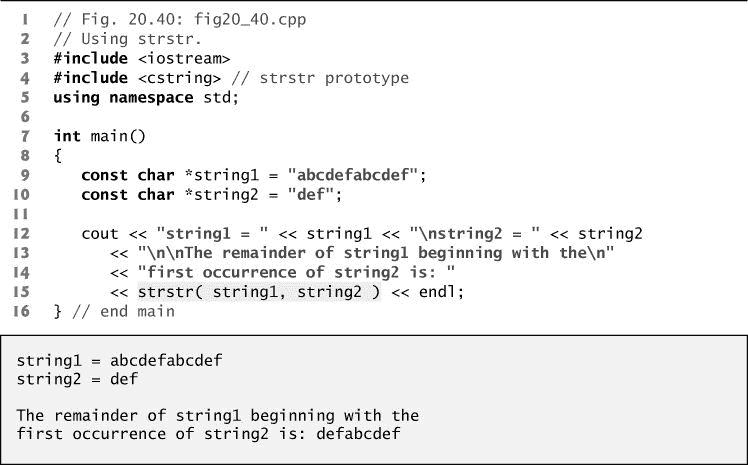 1 // Fig. 20.40: fig20_40.cpp
2 // Using strstr.
3 #include <iostream>
4 #include <cstring> // strstr prototype
5 using namespace std;
6
7 int main()
8 {
9    const char *string1 = "abcdefabcdef";
10    const char *string2 = "def";
11
12    cout << "string1 = " << string1 << "\nstring2 = " << string2
13       << "\n\nThe remainder of string1 beginning with the\n"
14       << "first occurrence of string2 is: "
15       << strstr( string1, string2 ) << endl;
16 } // end main
string1 = abcdefabcdef
string2 = def
The remainder of string1 beginning with the
first occurrence of string2 is: defabcdef